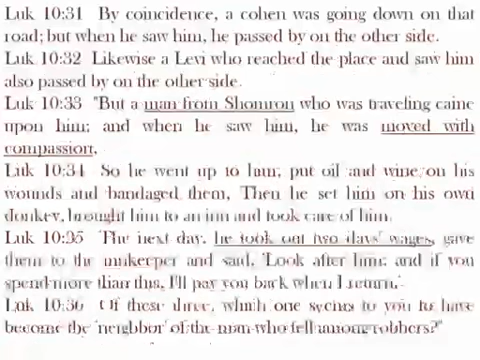 Luk 10:31 By coincidence, a cohen was going down on that
road; but when he saw him, he passed by on the other side.
Luk 10:32 Likewise a Levi who reached the place and saw him
also passed by on the other side.
Luk 10:33 "But a man from Shomron who was traveling came
upon him; and when he saw him, he was moved with
compassion.
Luk 10:34 So he went up to him, put oil and wine on his
wounds and bandaged them, Then he set him on his own
donkey, brought him to an inn and took care of him.
Luk 10:35 The next day, he took out two days' wages, gave
them to the innkeeper and said, 'Look after him; and if you
spend more than this, I'll pay you back when I return.'
Luk 10:36 Of these three, which one seems to you to have
become the 'neighbor' of the man who fell among robbers?"